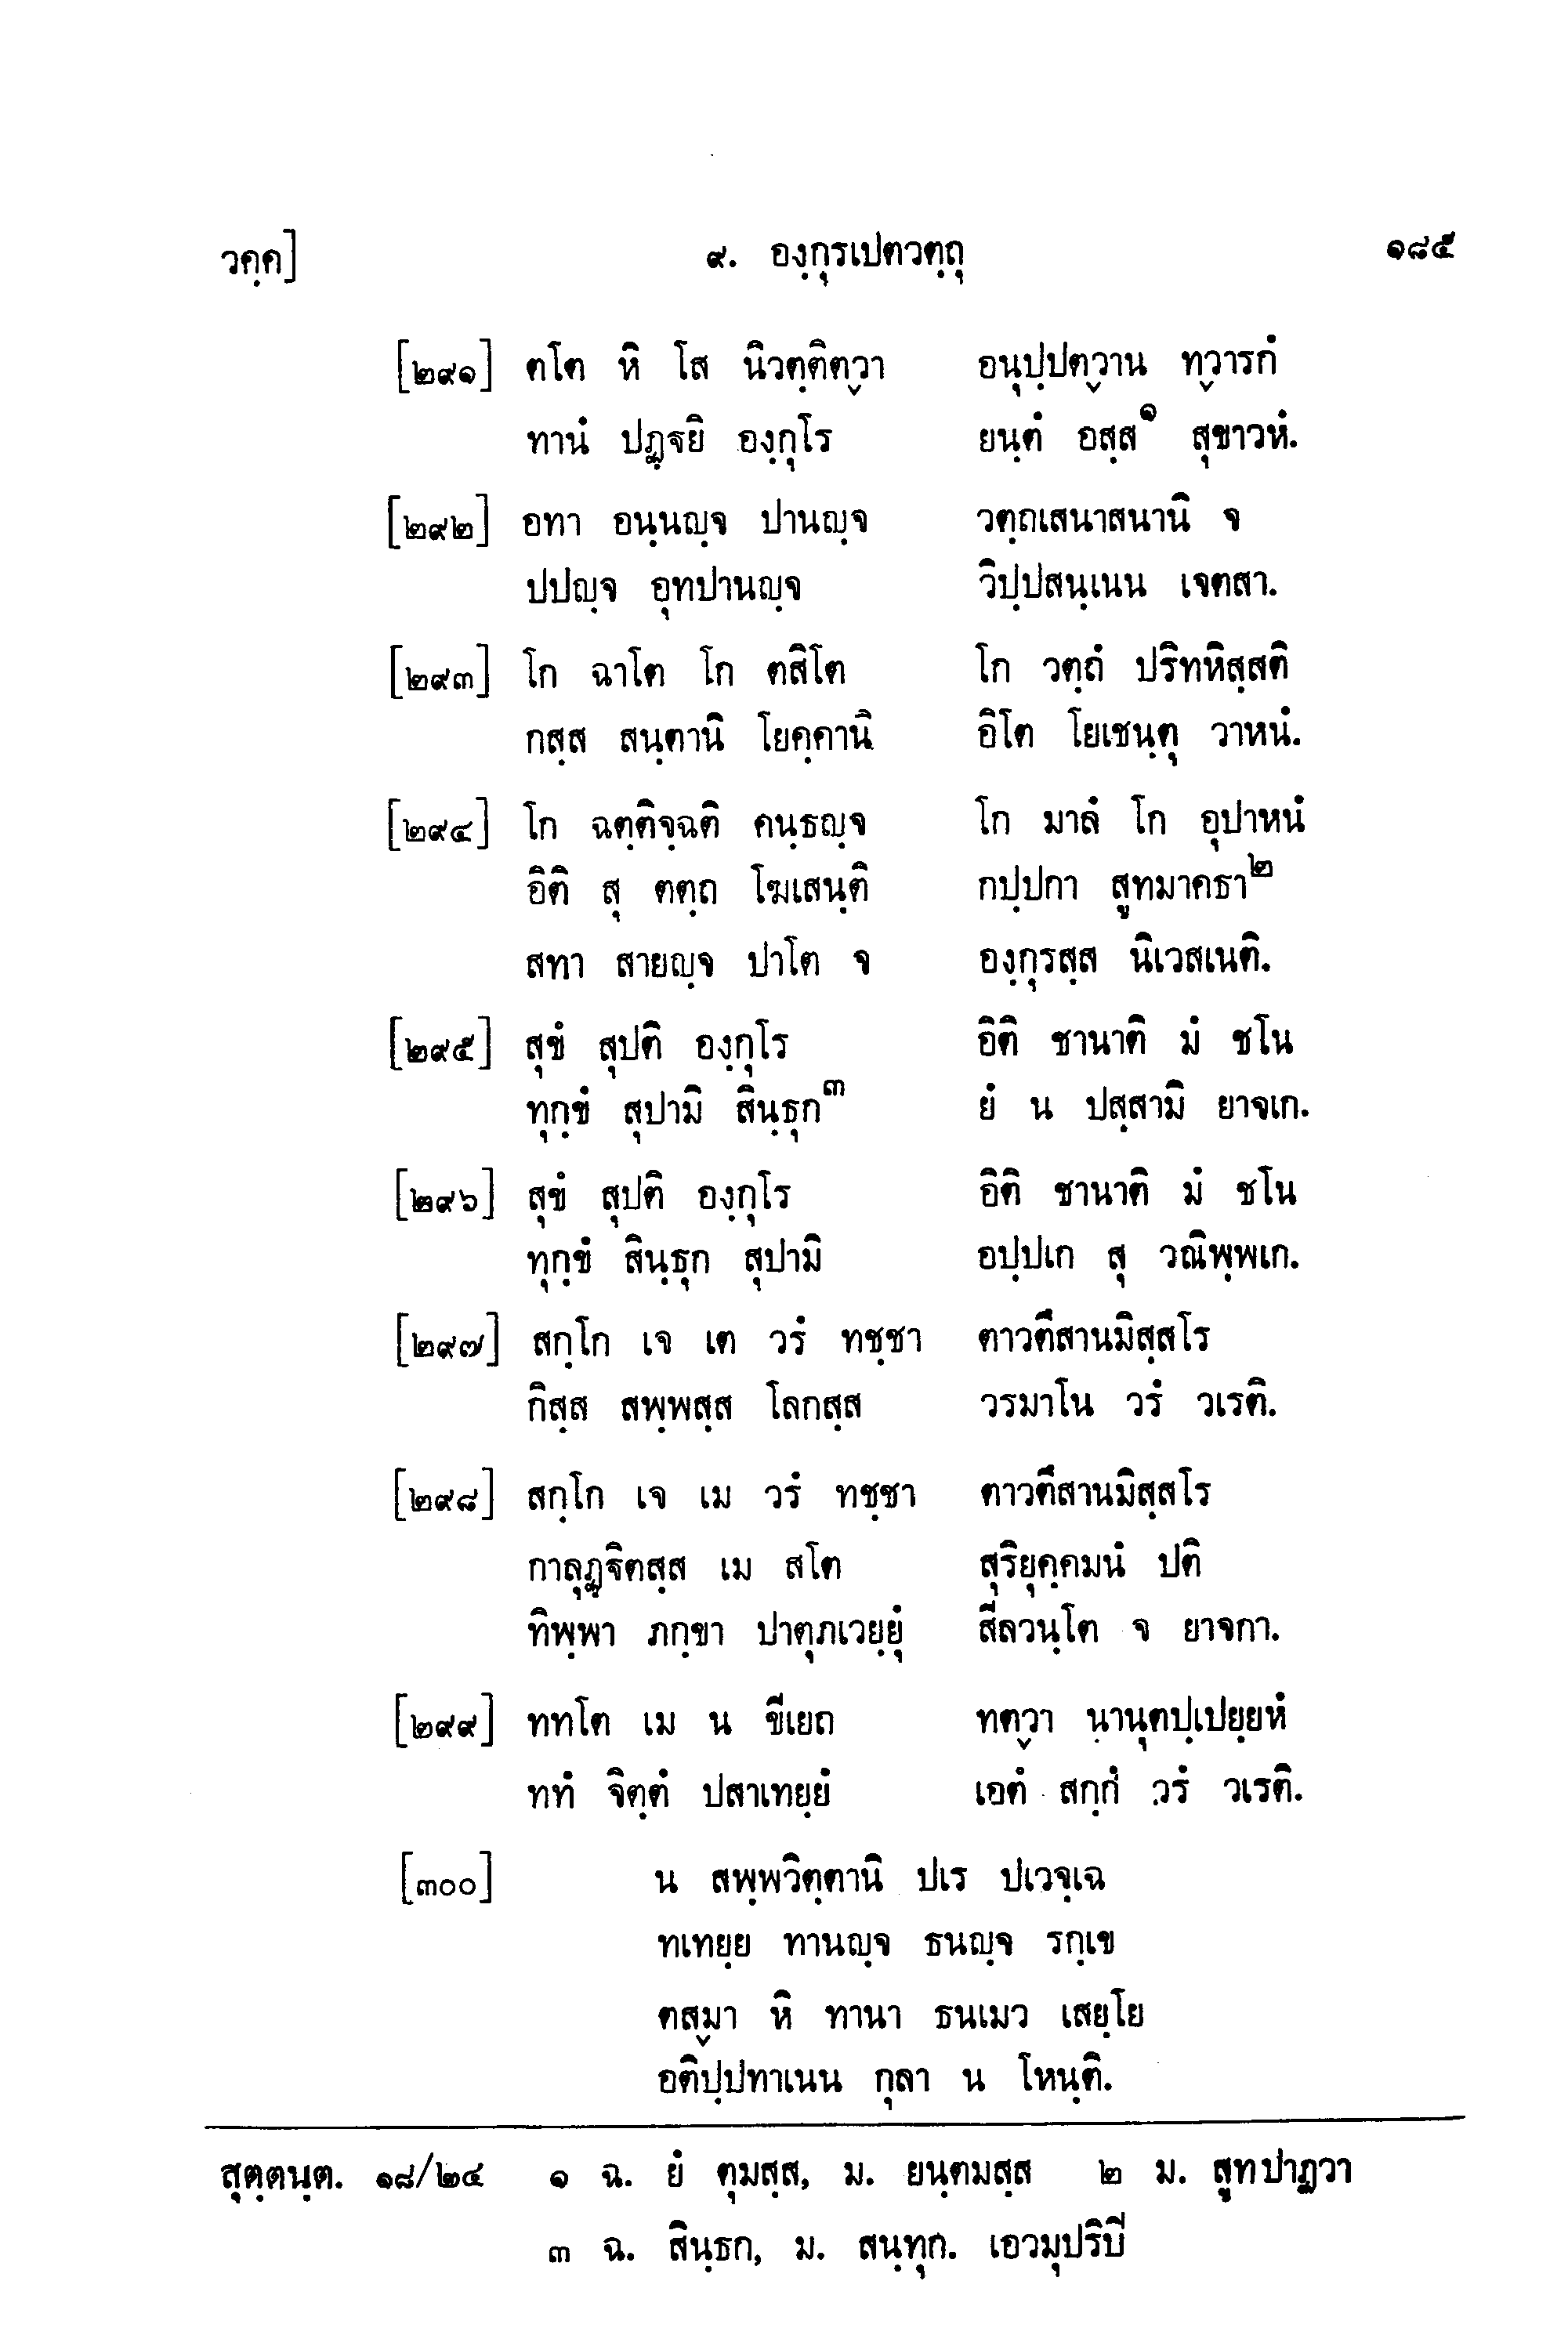 วคฺค] ๙. องฺกุรเปตวตฺถุ ๑๘๕
[๒๙๑] ตโต หิ โส นิวตฺติตฺวา อนุปฺปตฺวาน ทฺวารกํ
ทานํ ปฏฺฐยิ องฺกุโร ยนฺตํ อสฺส๑ สุขาวหํ.
[๒๙๒] อทา อนฺนญฺจ ปานญฺจ วตฺถเสนาสนานิ จ
ปปญฺจ อุทปานญฺจ วิปฺปสนฺเนน เจตสา.
[๒๙๓] โก ฉาโต โก ตสิโต โก วตฺถํ ปริทหิสฺสติ
กสฺส สนฺตานิ โยคฺคานิ อิโต โยเชนฺตุ วาหนํ.
[๒๙๔] โก ฉตฺติจฺฉติ คนฺธญฺจ โก มาลํ โก อุปาหนํ
อิติ สุ ตตฺถ โฆเสนฺติ กปฺปกา สูทมาคธา๒
สทา สายญฺจ ปาโต จ องฺกุรสฺส นิเวสเนติ.
[๒๙๕] สุขํ สุปติ องฺกุโร อิติ ชานาติ มํ ชโน
ทุกฺขํ สุปามิ สินฺธุก๓ ยํ น ปสฺสามิ ยาจเก.
[๒๙๖] สุขํ สุปติ องฺกุโร อิติ ชานาติ มํ ชโน
ทุกฺขํ สินฺธุก สุปามิ อปฺปเก สุ วณิพฺพเก.
[๒๙๗] สกฺโก เจ เต วรํ ทชฺชา ตาวตึสานมิสฺสโร
กิสฺส สพฺพสฺส โลกสฺส วรมาโน วรํ วเรติ.
[๒๙๘] สกฺโก เจ เม วรํ ทชฺชา ตาวตึสานมิสฺสโร
กาลุฏฺฐิตสฺส เม สโต สุริยุคฺคมนํ ปติ
ทิพฺพา ภกฺขา ปาตุภเวยฺยุํ สีลวนฺโต จ ยาจกา.
[๒๙๙] ททโต เม น ขีเยถ ทตฺวา นานุตปฺเปยฺยหํ
ททํ จิตฺตํ ปสาเทยฺยํ เอตํ สกฺกํ วรํ วเรติ.
[๓๐๐] น สพฺพวิตฺตานิ ปเร ปเวจฺเฉ
ทเทยฺย ทานญฺจ ธนญฺจ รกฺเข
ตสฺมา หิ ทานา ธนเมว เสยฺโย
อติปฺปทาเนน กุลา น โหนฺติ.
สุตฺตนฺต. ๑๘/๒๔ ๑ ฉ. ยํ ตุมสฺส, ม. ยนฺตมสฺส ๒ ม. สูทปาฏวา
๓ ฉ. สินฺธก, ม. สนฺทุก. เอวมุปริปี